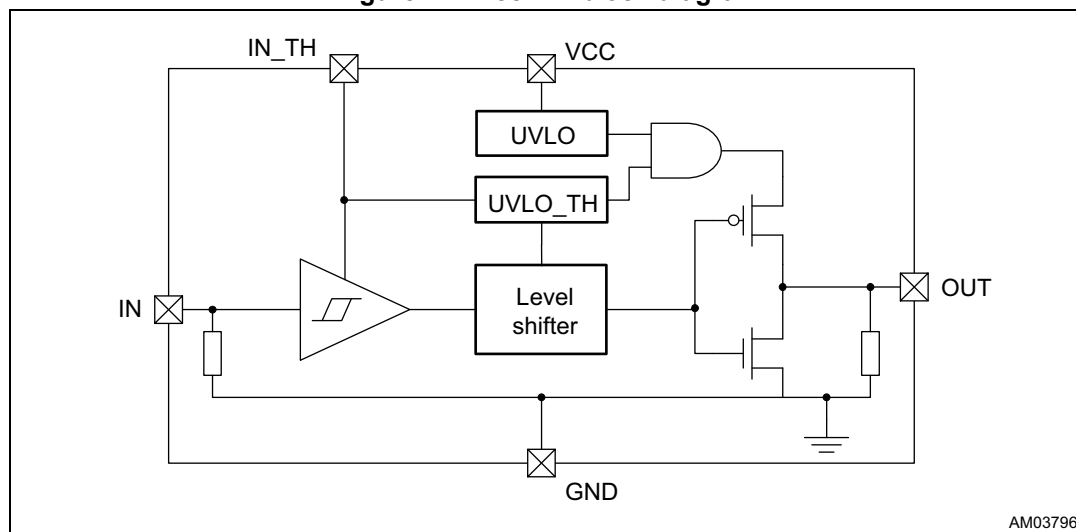 IN_TH
VCC
UVLO
UVLO_TH
IN
Level
shifter
OUT
GND
AM03796